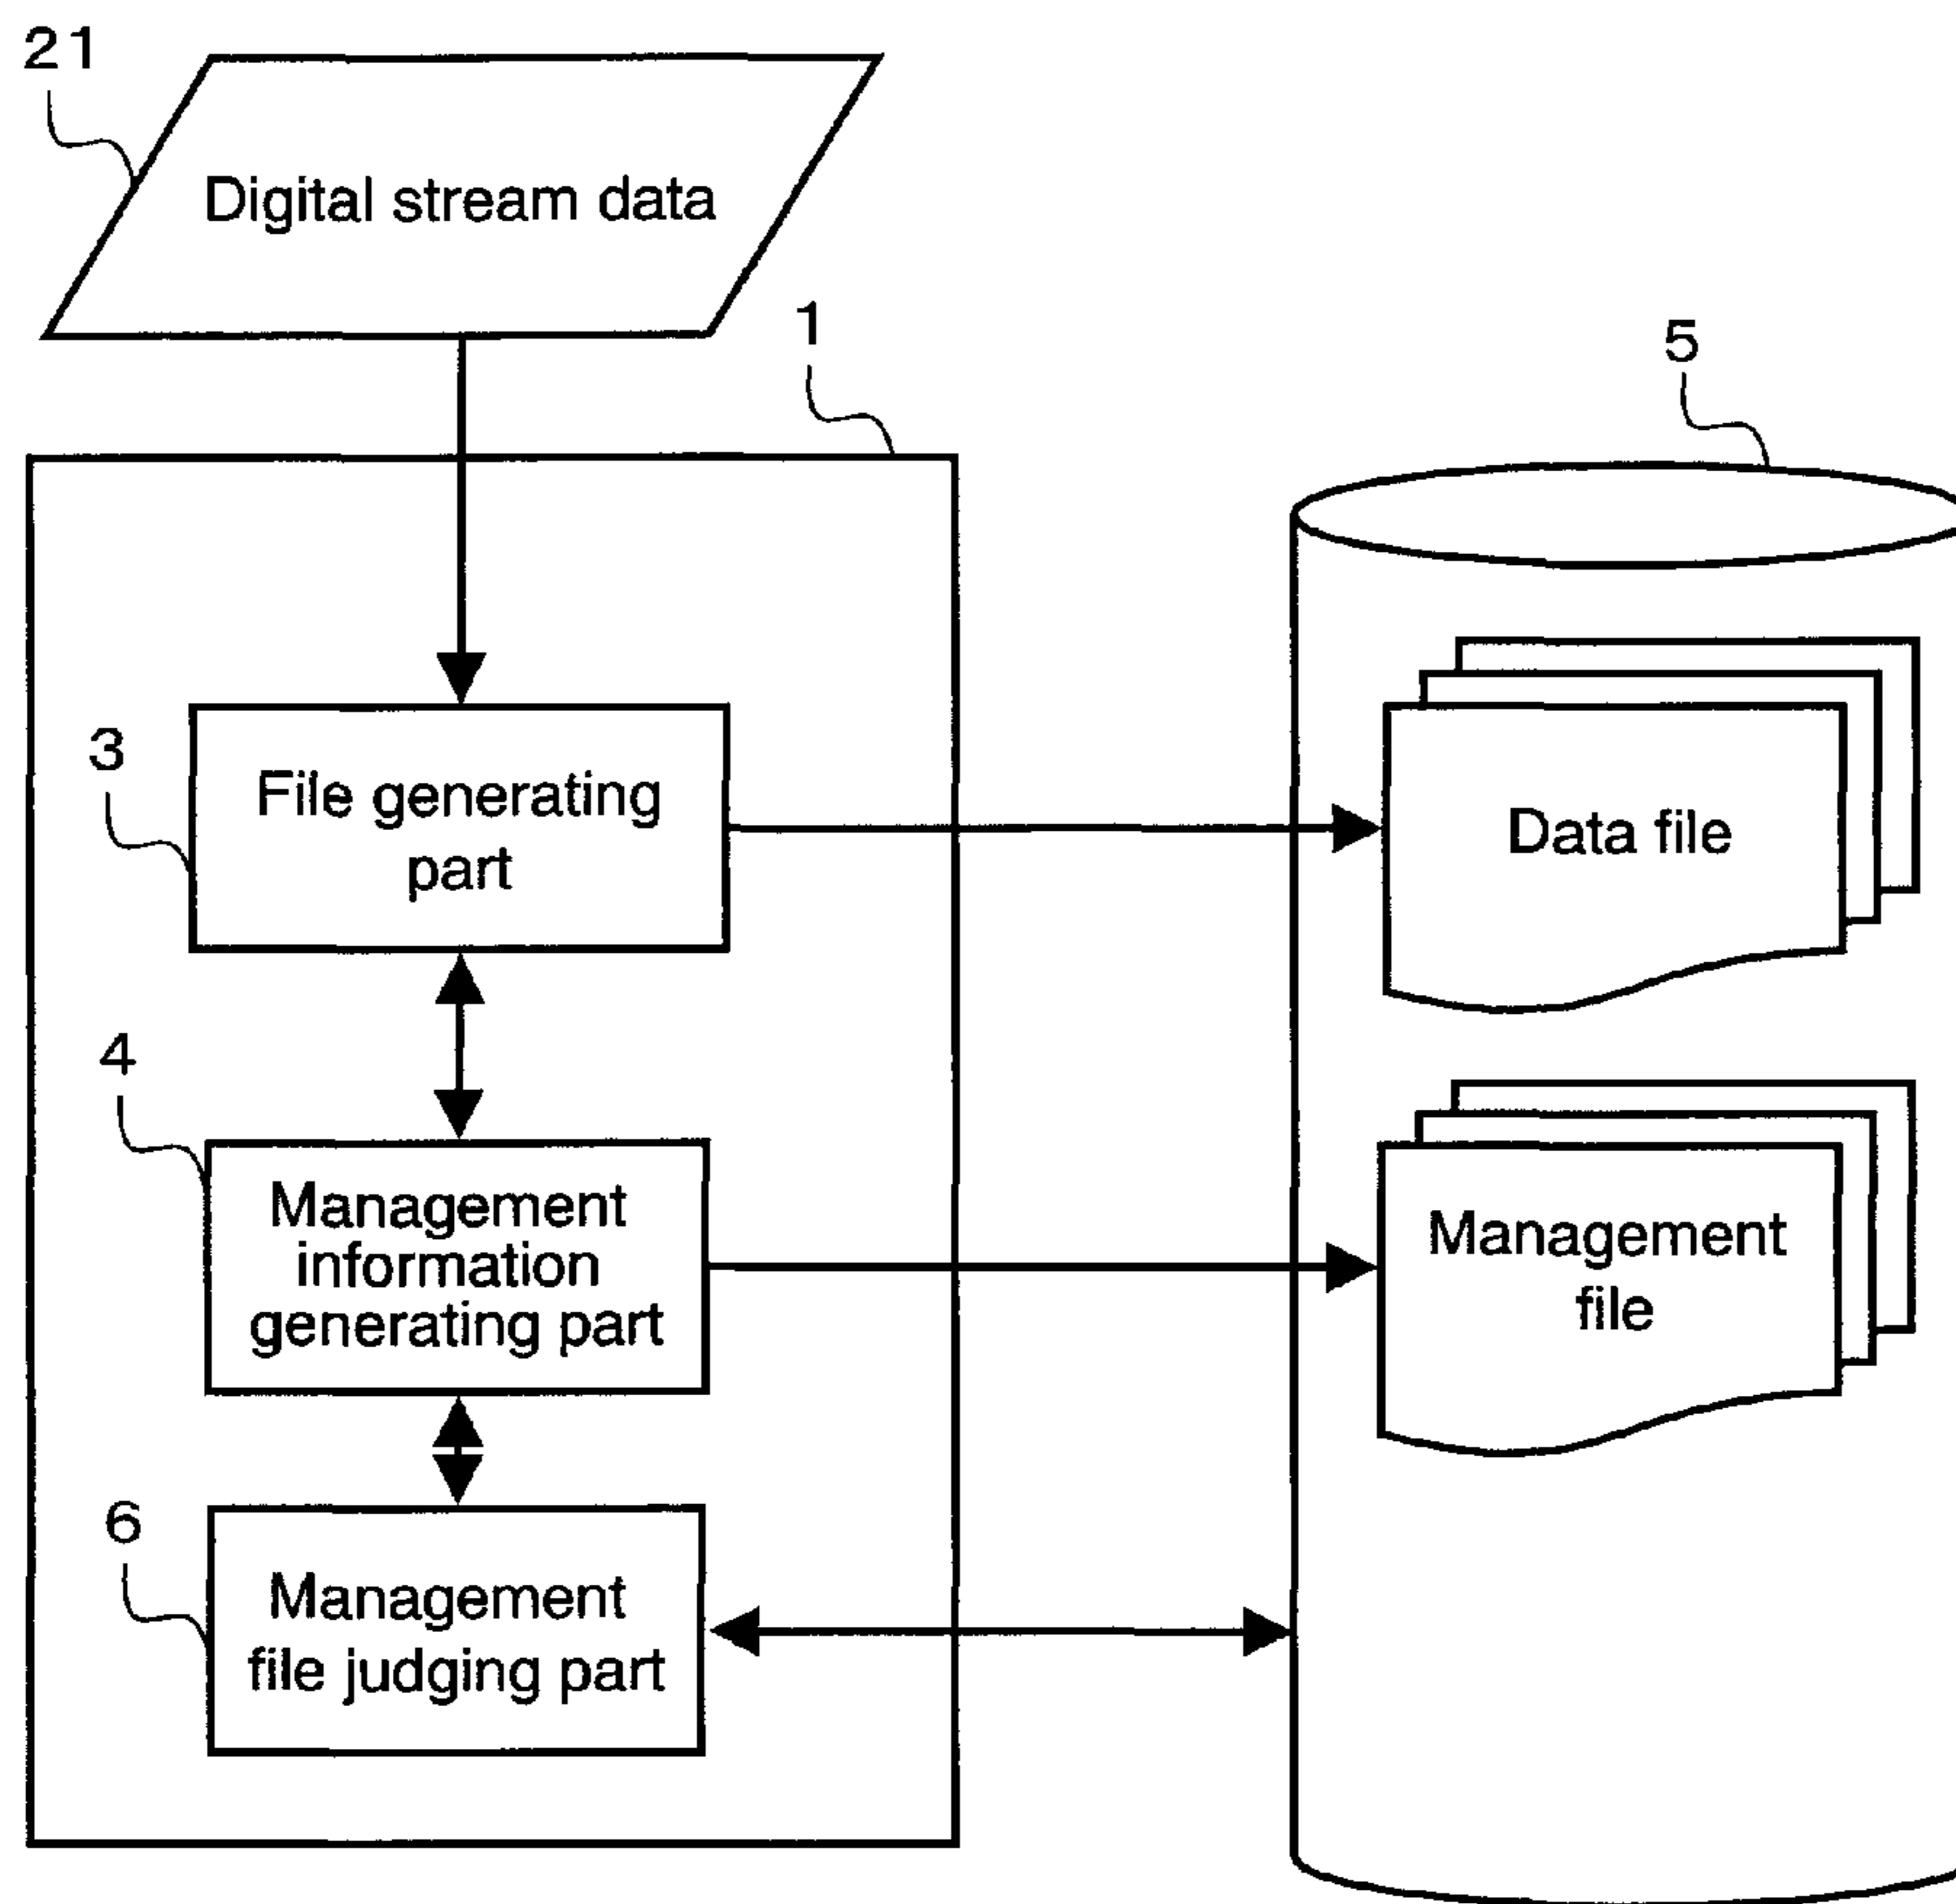 21
Digital stream data
1
5
3
File generating
part
Data file
4
Management
information
generating part
Management
file
6
Management
file judging part